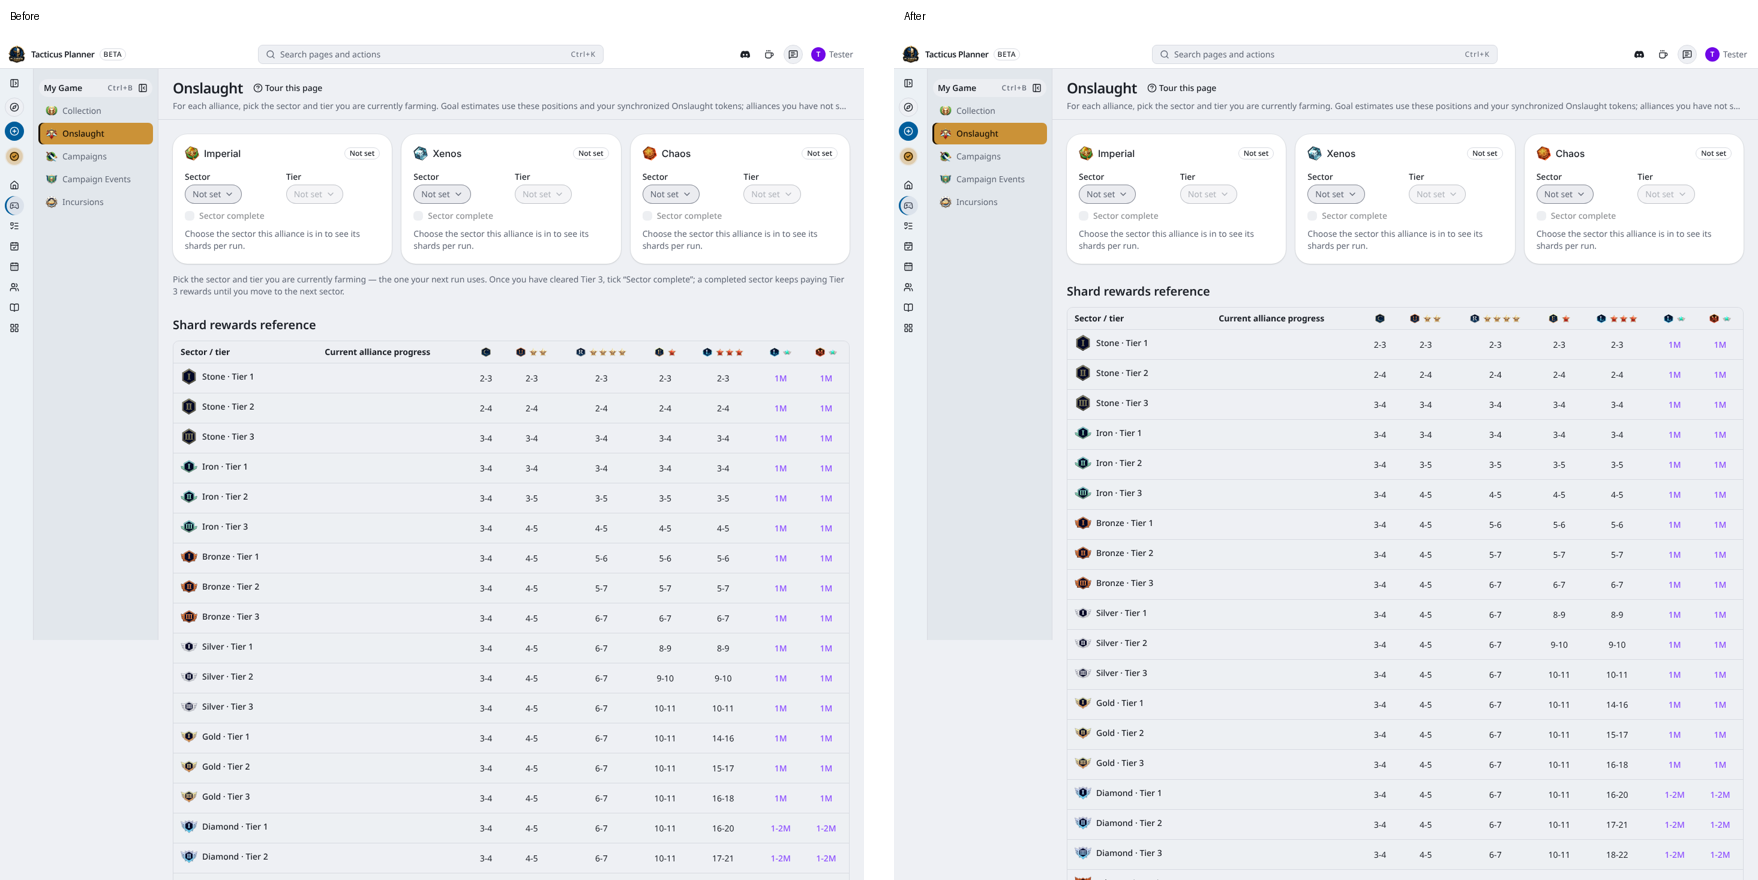 Before
Tacticus Planner BETA
Search pages and actions Ctrl+K
T Tester
My Game Ctrl+B
Collection
Onslaught
Campaigns
Campaign Events
Incursions
Onslaught Tour this page
For each alliance, pick the sector and tier you are currently farming. Goal estimates use these positions and your synchronized Onslaught tokens; alliances you have not s...
Imperial Not set
Sector Tier
Not set Not set
Sector complete
Choose the sector this alliance is in to see its
shards per run.
Xenos Not set
Sector Tier
Not set Not set
Sector complete
Choose the sector this alliance is in to see its
shards per run.
Chaos Not set
Sector Tier
Not set Not set
Sector complete
Choose the sector this alliance is in to see its
shards per run.
Pick the sector and tier you are currently farming — the one your next run uses. Once you have cleared Tier 3, tick “Sector complete”; a completed sector keeps paying Tier
3 rewards until you move to the next sector.
Shard rewards reference
Sector / tier Current alliance progress
Stone · Tier 1 2-3 2-3 2-3 2-3 2-3 1M 1M
Stone · Tier 2 2-4 2-4 2-4 2-4 2-4 1M 1M
Stone · Tier 3 3-4 3-4 3-4 3-4 3-4 1M 1M
Iron · Tier 1 3-4 3-4 3-4 3-4 3-4 1M 1M
Iron · Tier 2 3-4 3-5 3-5 3-5 3-5 1M 1M
Iron · Tier 3 3-4 4-5 4-5 4-5 4-5 1M 1M
Bronze · Tier 1 3-4 4-5 5-6 5-6 5-6 1M 1M
Bronze · Tier 2 3-4 4-5 5-7 5-7 5-7 1M 1M
Bronze · Tier 3 3-4 4-5 6-7 6-7 6-7 1M 1M
Silver · Tier 1 3-4 4-5 6-7 8-9 8-9 1M 1M
Silver · Tier 2 3-4 4-5 6-7 9-10 9-10 1M 1M
Silver · Tier 3 3-4 4-5 6-7 10-11 10-11 1M 1M
Gold · Tier 1 3-4 4-5 6-7 10-11 14-16 1M 1M
Gold · Tier 2 3-4 4-5 6-7 10-11 15-17 1M 1M
Gold · Tier 3 3-4 4-5 6-7 10-11 16-18 1M 1M
Diamond · Tier 1 3-4 4-5 6-7 10-11 16-20 1-2M 1-2M
Diamond · Tier 2 3-4 4-5 6-7 10-11 17-21 1-2M 1-2M
After
Tacticus Planner BETA
Search pages and actions Ctrl+K
T Tester
My Game Ctrl+B
Collection
Onslaught
Campaigns
Campaign Events
Incursions
Onslaught Tour this page
For each alliance, pick the sector and tier you are currently farming. Goal estimates use these positions and your synchronized Onslaught tokens; alliances you have not s...
Imperial Not set
Sector Tier
Not set Not set
Sector complete
Choose the sector this alliance is in to see its
shards per run.
Xenos Not set
Sector Tier
Not set Not set
Sector complete
Choose the sector this alliance is in to see its
shards per run.
Chaos Not set
Sector Tier
Not set Not set
Sector complete
Choose the sector this alliance is in to see its
shards per run.
Shard rewards reference
Sector / tier Current alliance progress
Stone · Tier 1 2-3 2-3 2-3 2-3 2-3 1M 1M
Stone · Tier 2 2-4 2-4 2-4 2-4 2-4 1M 1M
Stone · Tier 3 3-4 3-4 3-4 3-4 3-4 1M 1M
Iron · Tier 1 3-4 3-4 3-4 3-4 3-4 1M 1M
Iron · Tier 2 3-4 3-5 3-5 3-5 3-5 1M 1M
Iron · Tier 3 3-4 4-5 4-5 4-5 4-5 1M 1M
Bronze · Tier 1 3-4 4-5 5-6 5-6 5-6 1M 1M
Bronze · Tier 2 3-4 4-5 5-7 5-7 5-7 1M 1M
Bronze · Tier 3 3-4 4-5 6-7 6-7 6-7 1M 1M
Silver · Tier 1 3-4 4-5 6-7 8-9 8-9 1M 1M
Silver · Tier 2 3-4 4-5 6-7 9-10 9-10 1M 1M
Silver · Tier 3 3-4 4-5 6-7 10-11 10-11 1M 1M
Gold · Tier 1 3-4 4-5 6-7 10-11 14-16 1M 1M
Gold · Tier 2 3-4 4-5 6-7 10-11 15-17 1M 1M
Gold · Tier 3 3-4 4-5 6-7 10-11 16-18 1M 1M
Diamond · Tier 1 3-4 4-5 6-7 10-11 16-20 1-2M 1-2M
Diamond · Tier 2 3-4 4-5 6-7 10-11 17-21 1-2M 1-2M
Diamond · Tier 3 3-4 4-5 6-7 10-11 18-22 1-2M 1-2M